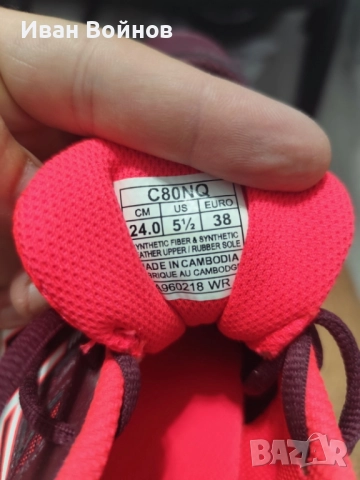 Иван Войнов
C80NQ
CM US EURO
24.0 5½ 38
SYNTHETIC FIBER & SYNTHETIC
LEATHER UPPER / RUBBER SOLE
MADE IN CAMBODIA
FABRIQUE AU CAMBODGE
A960218 WR
BAZAR